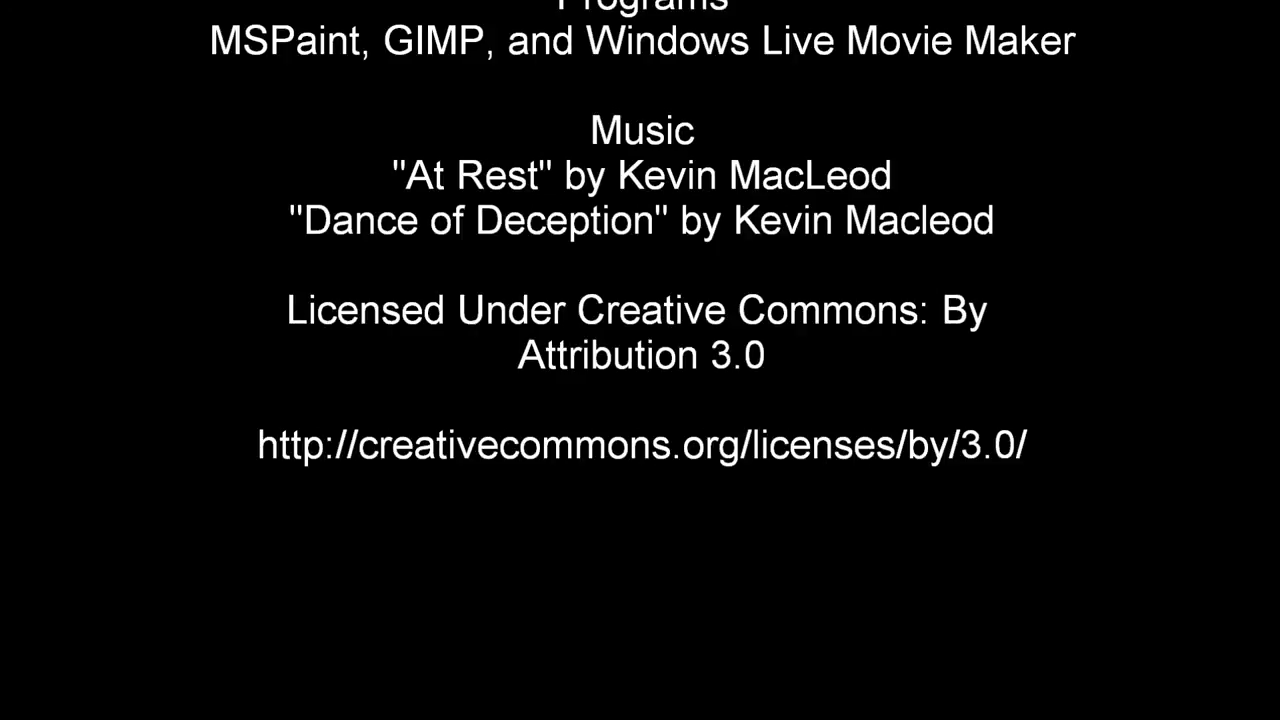 Programs
MSPaint, GIMP, and Windows Live Movie Maker
Music
"At Rest" by Kevin MacLeod
"Dance of Deception" by Kevin Macleod
Licensed Under Creative Commons: By
Attribution 3.0
http://creativecommons.org/licenses/by/3.0/